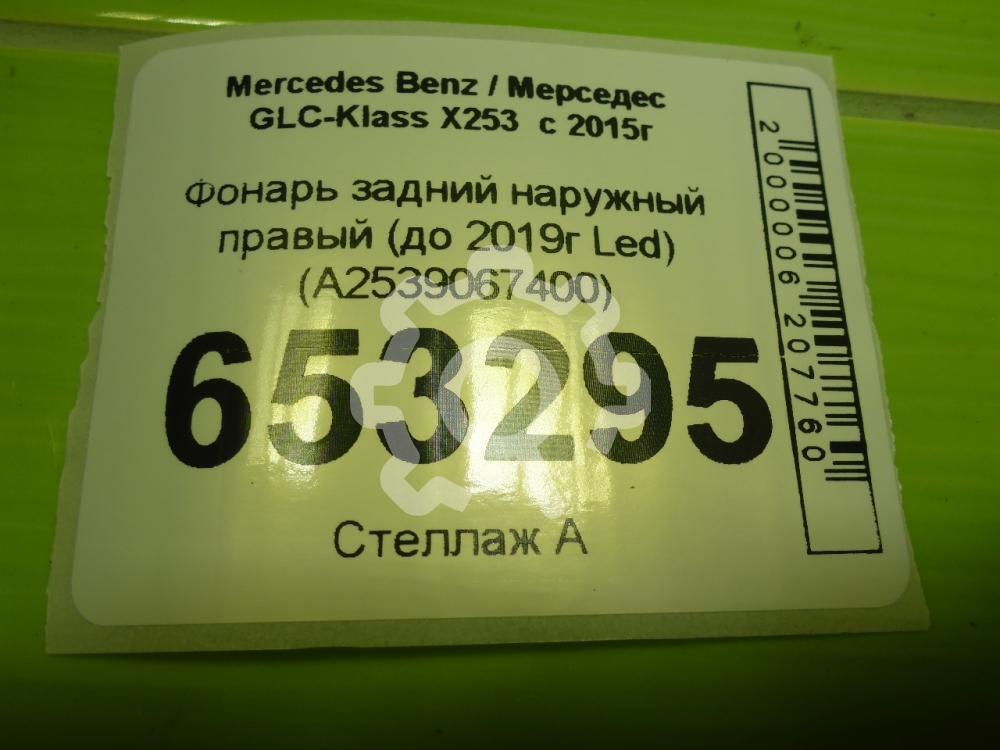 Mercedes Benz / Мерседес
GLC-Klass X253 с 2015г
Фонарь задний наружный
правый (до 2019г Led)
(A2539067400)
653295
Стеллаж А
2000006207760